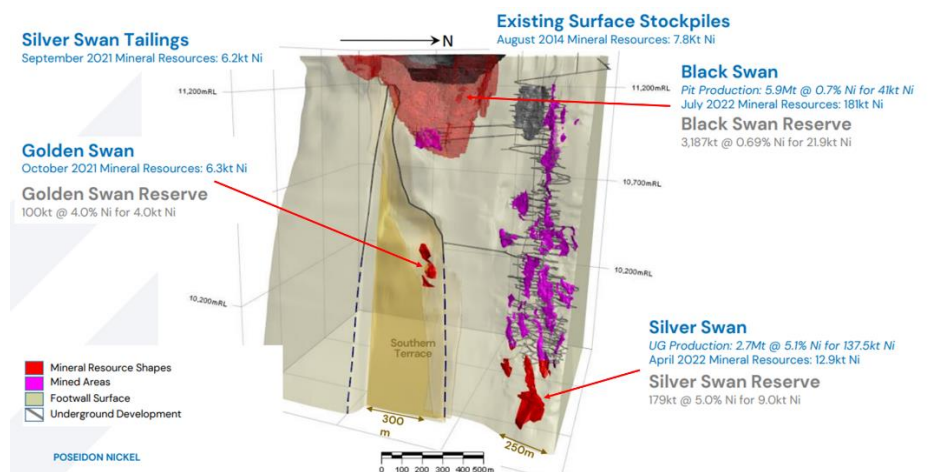 N
Existing Surface Stockpiles
August 2014 Mineral Resources: 7.8Kt Ni
Silver Swan Tailings
September 2021 Mineral Resources: 6.2kt Ni
11,200mRL
11,200mRL
Black Swan
Pit Production: 5.9Mt @ 0.7% Ni for 41kt Ni
July 2022 Mineral Resources: 181kt Ni
Black Swan Reserve
3,187kt @ 0.69% Ni for 21.9kt Ni
Golden Swan
October 2021 Mineral Resources: 6.3kt Ni
Golden Swan Reserve
100kt @ 4.0% Ni for 4.0kt Ni
10,700mRL
10,200mRL
10,200mRL
Southern
Terrace
Silver Swan
UG Production: 2.7Mt @ 5.1% Ni for 137.5kt Ni
April 2022 Mineral Resources: 12.9kt Ni
Silver Swan Reserve
179kt @ 5.0% Ni for 9.0kt Ni
Mineral Resource Shapes
Mined Areas
Footwall Surface
Underground Development
300
m
250m
POSEIDON NICKEL
0 100 200 300 400 500m